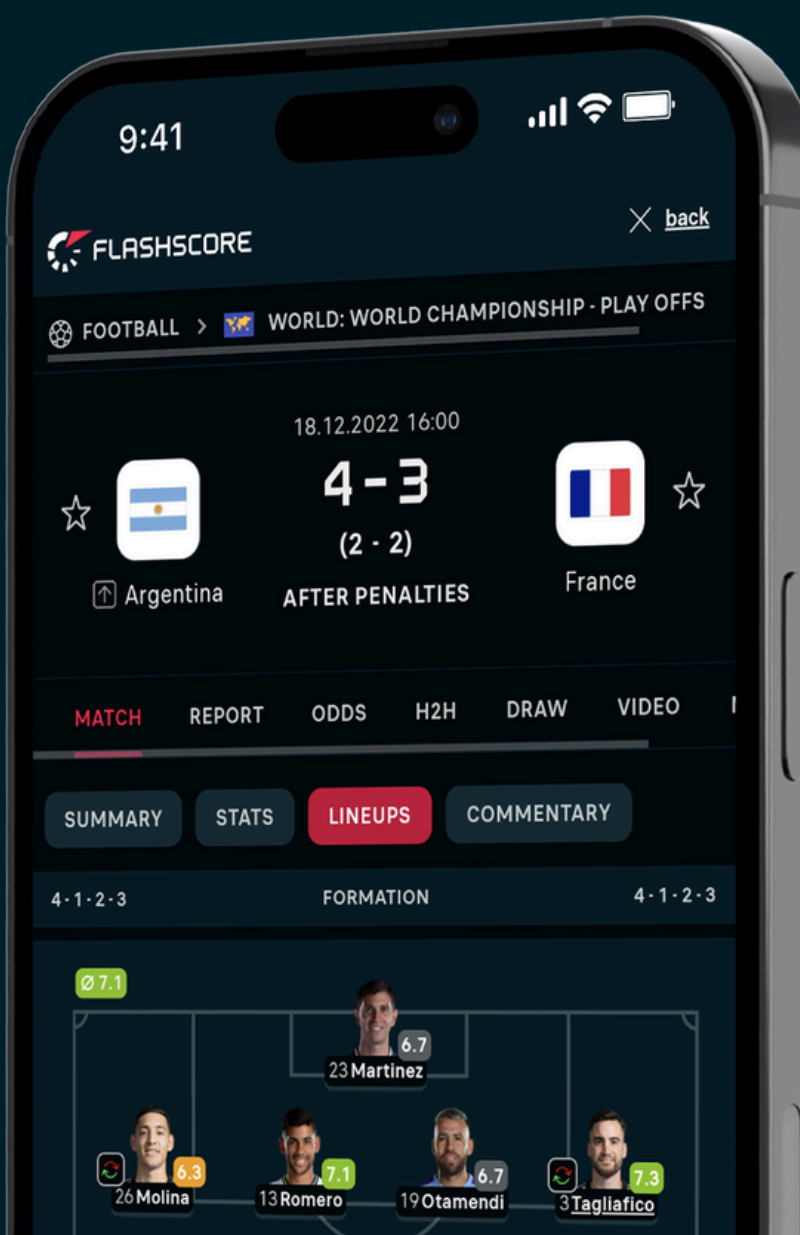 9:41
FLASHSCORE
back
FOOTBALL > WORLD: WORLD CHAMPIONSHIP - PLAY OFFS
18.12.2022 16:00
4 - 3
(2 - 2)
AFTER PENALTIES
Argentina
France
MATCH REPORT ODDS H2H DRAW VIDEO
SUMMARY STATS LINEUPS COMMENTARY
4 - 1 - 2 - 3 FORMATION 4 - 1 - 2 - 3
Ø 7.1
6.7
23 Martinez
6.3 7.1 6.7 7.3
26 Molina 13 Romero 19 Otamendi 3 Tagliafico